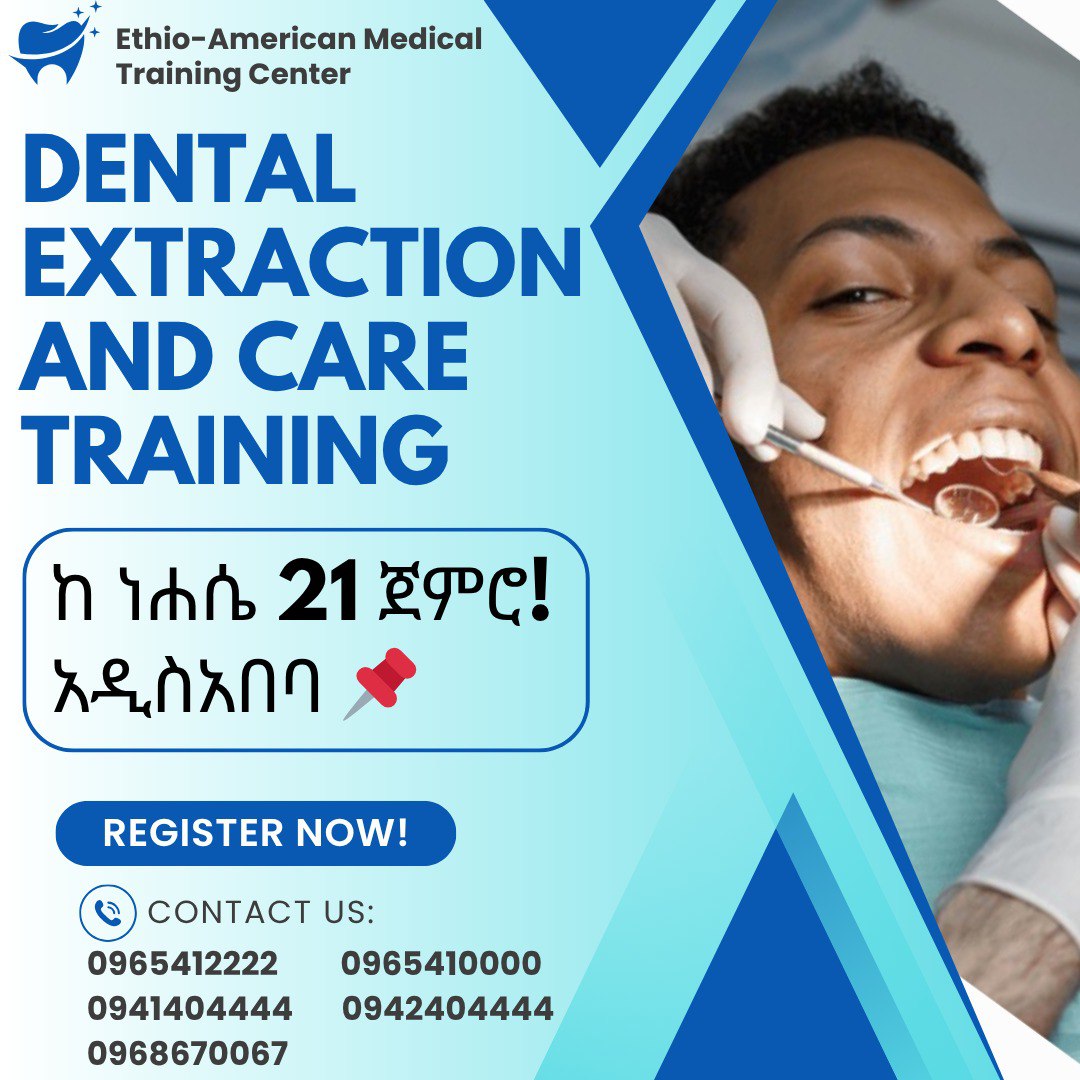 Ethio-American Medical
Training Center
DENTAL
EXTRACTION
AND CARE
TRAINING
ከ ነሐሴ 21 ጀምሮ!
አዲስአበባ
REGISTER NOW!
CONTACT US:
0965412222 0965410000
0941404444 0942404444
0968670067